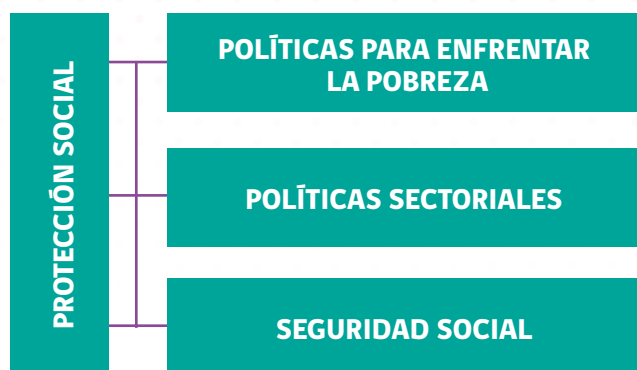 PROTECCIÓN SOCIAL
POLÍTICAS PARA ENFRENTAR
LA POBREZA
POLÍTICAS SECTORIALES
SEGURIDAD SOCIAL